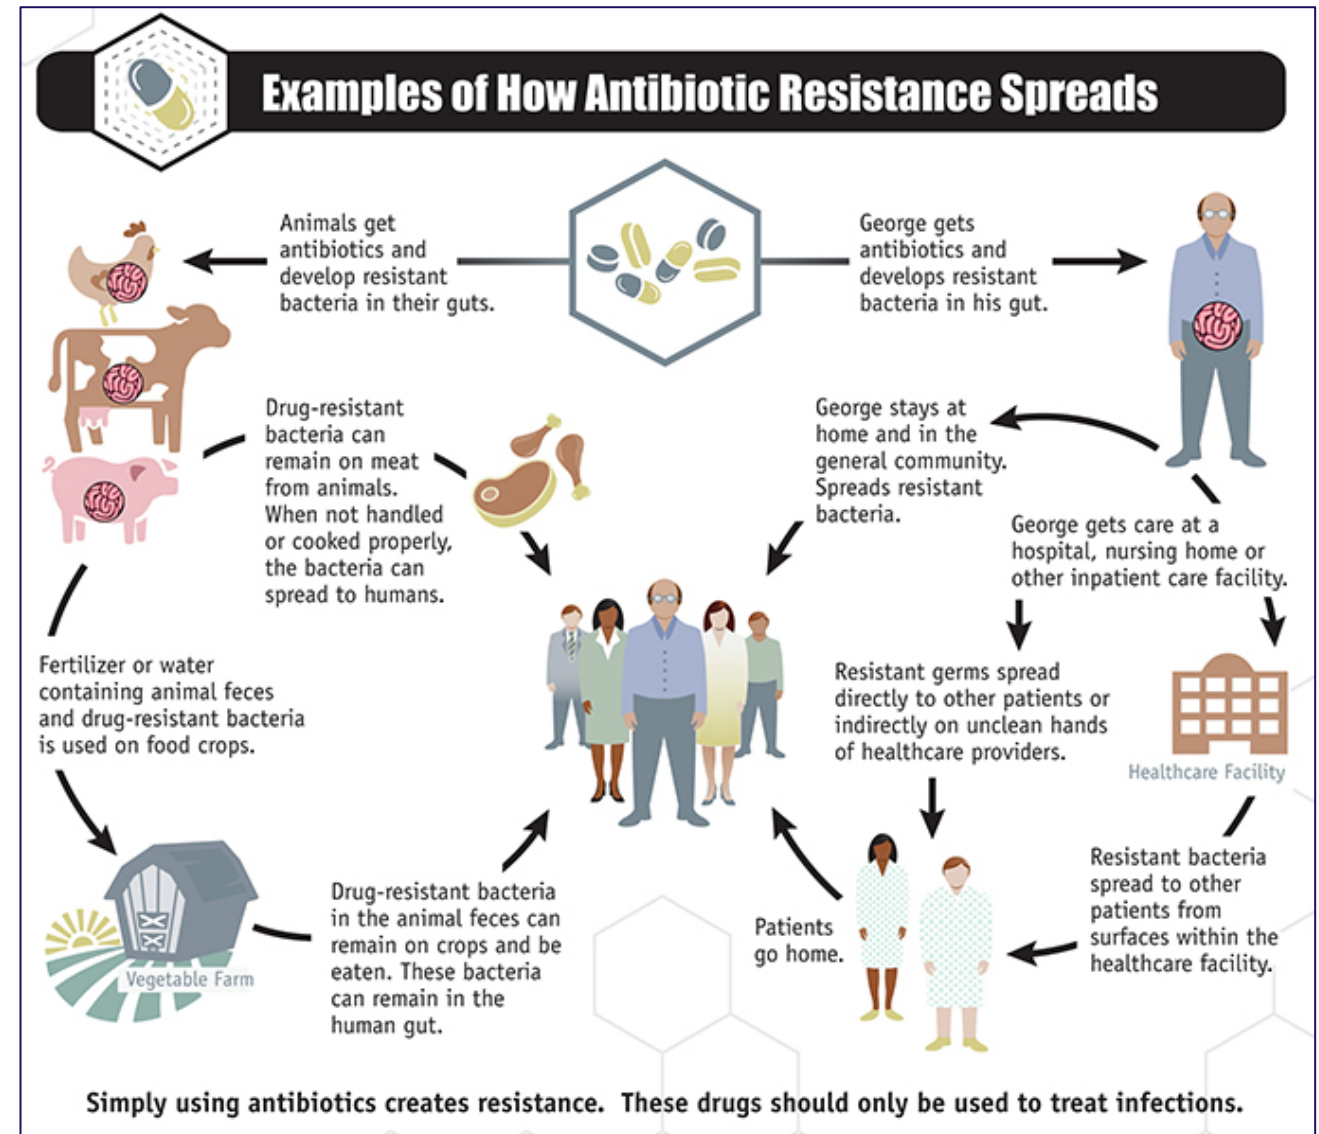 Examples of How Antibiotic Resistance Spreads
Animals get
antibiotics and
develop resistant
bacteria in their guts.
George gets
antibiotics and
develops resistant
bacteria in his gut.
Drug-resistant
bacteria can
remain on meat
from animals.
When not handled
or cooked properly,
the bacteria can
spread to humans.
George stays at
home and in the
general community.
Spreads resistant
bacteria.
George gets care at a
hospital, nursing home or
other inpatient care facility.
Fertilizer or water
containing animal feces
and drug-resistant bacteria
is used on food crops.
Resistant germs spread
directly to other patients or
indirectly on unclean hands
of healthcare providers.
Healthcare Facility
Vegetable Farm
Drug-resistant bacteria
in the animal feces can
remain on crops and be
eaten. These bacteria
can remain in the
human gut.
Patients
go home.
Resistant bacteria
spread to other
patients from
surfaces within the
healthcare facility.
Simply using antibiotics creates resistance. These drugs should only be used to treat infections.